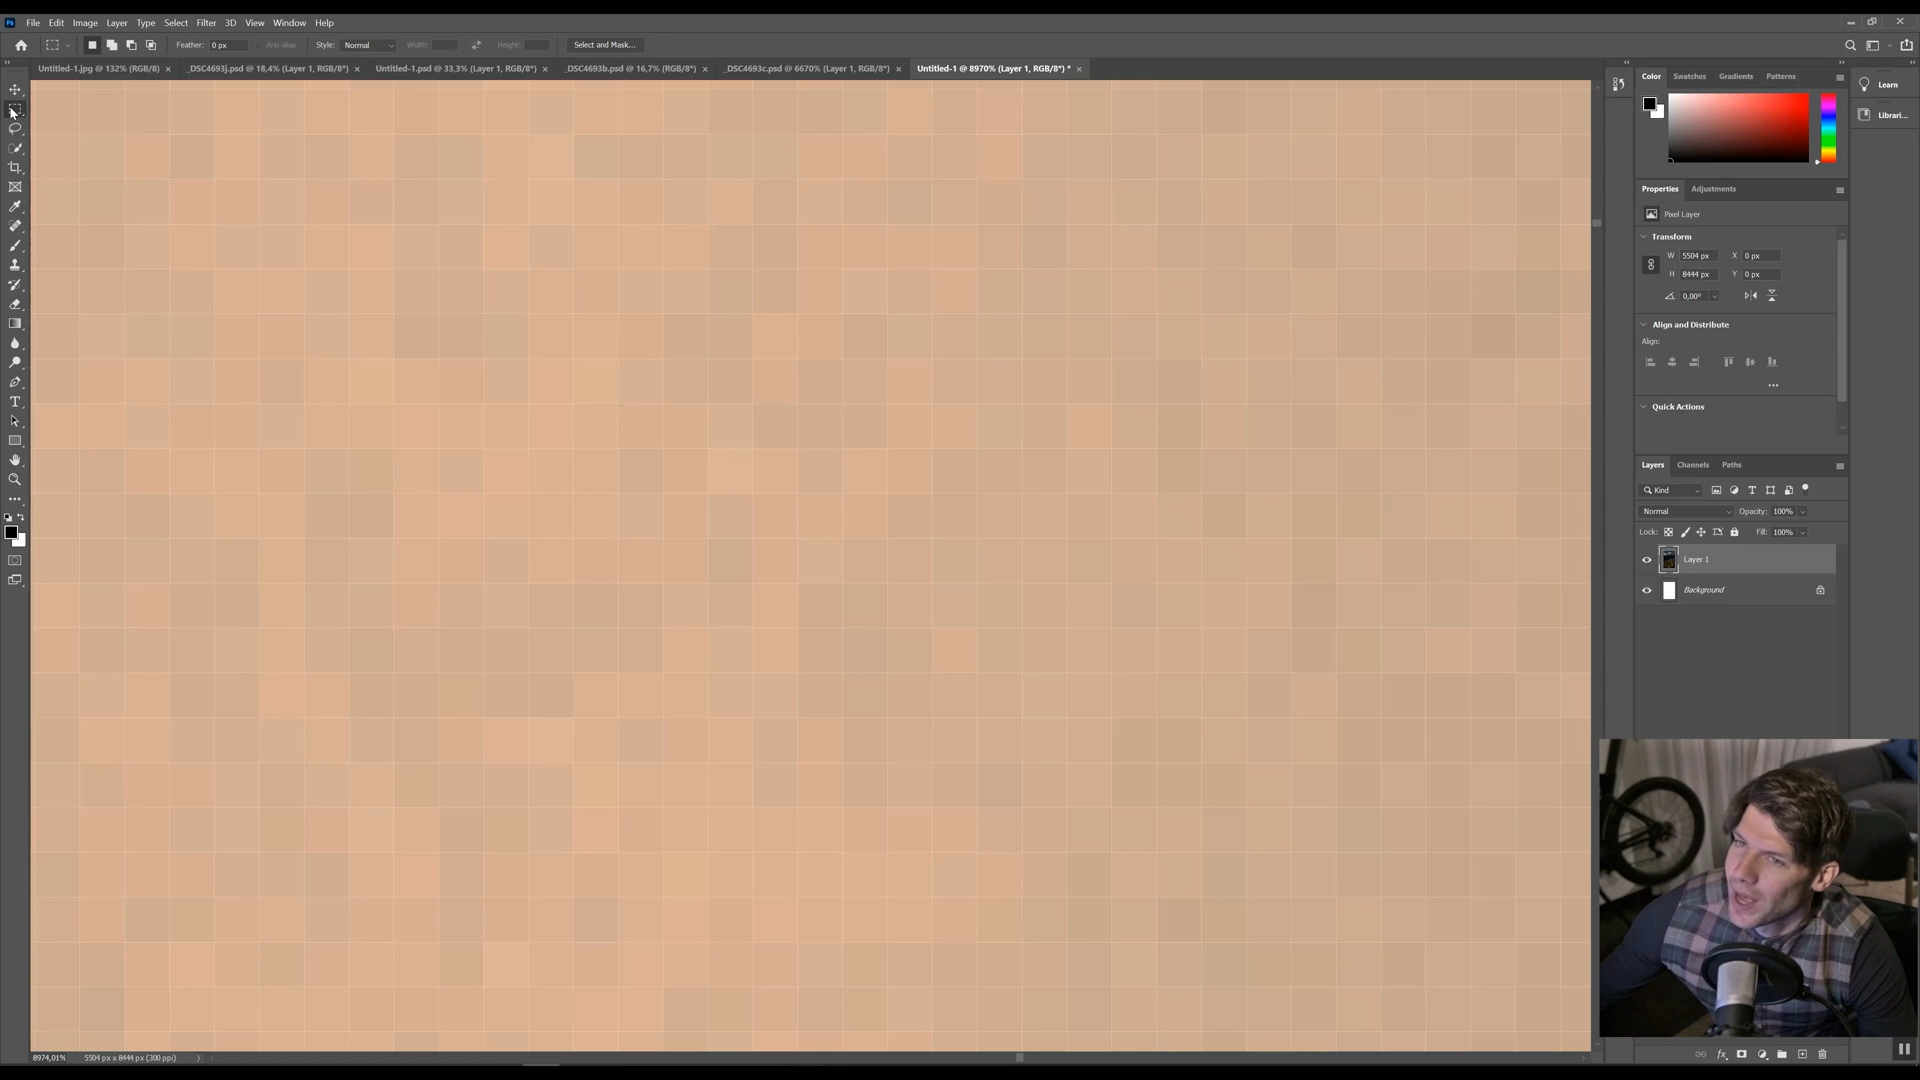 Ps File Edit Image Layer Type Select Filter 3D View Window Help
Feather: 0 px Anti-alias Style: Normal Width: Height: Select and Mask...
Untitled-1.jpg @ 132% (RGB/8) × _DSC4693j.psd @ 18,4% (Layer 1, RGB/8*) × Untitled-1.psd @ 33,3% (Layer 1, RGB/8*) × _DSC4693b.psd @ 16,7% (RGB/8*) × _DSC4693c.psd @ 6670% (Layer 1, RGB/8*) × Untitled-1 @ 8970% (Layer 1, RGB/8*) * ×
Color Swatches Gradients Patterns
Learn
Librari...
Properties Adjustments
Pixel Layer
Transform
W 5504 px X 0 px
H 8444 px Y 0 px
0,00°
Align and Distribute
Align:
...
Quick Actions
Layers Channels Paths
Kind
Normal Opacity: 100%
Lock: Fill: 100%
Layer 1
Background
8974,01% 5504 px x 8444 px (300 ppi)
fx